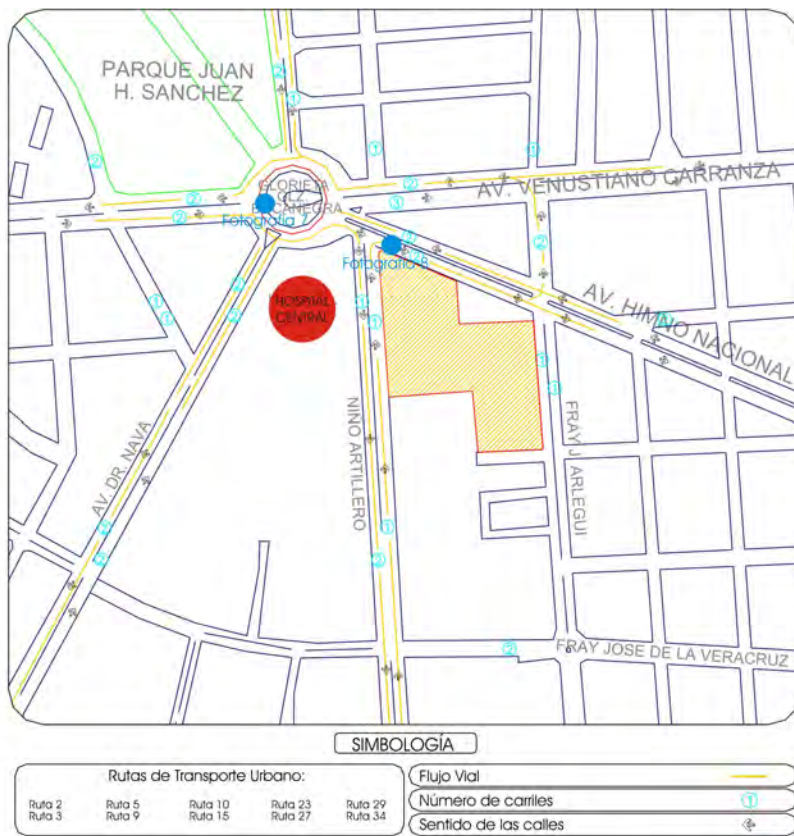 PARQUE JUAN
H. SANCHEZ
GLORIETA
GLZ.
BOCANEGRA
Fotografía 7
AV. VENUSTIANO CARRANZA
Fotografía 8
HOSPITAL
CENTRAL
AV. HIMNO NACIONAL
NIÑO ARTILLERO
FRAY J. ARLEGUI
AV. DR. NAVA
FRAY JOSE DE LA VERACRUZ
SIMBOLOGÍA
Rutas de Transporte Urbano:
Ruta 2 Ruta 5 Ruta 10 Ruta 23 Ruta 29
Ruta 3 Ruta 9 Ruta 15 Ruta 27 Ruta 34
Flujo Vial
Número de carriles 1
Sentido de las calles